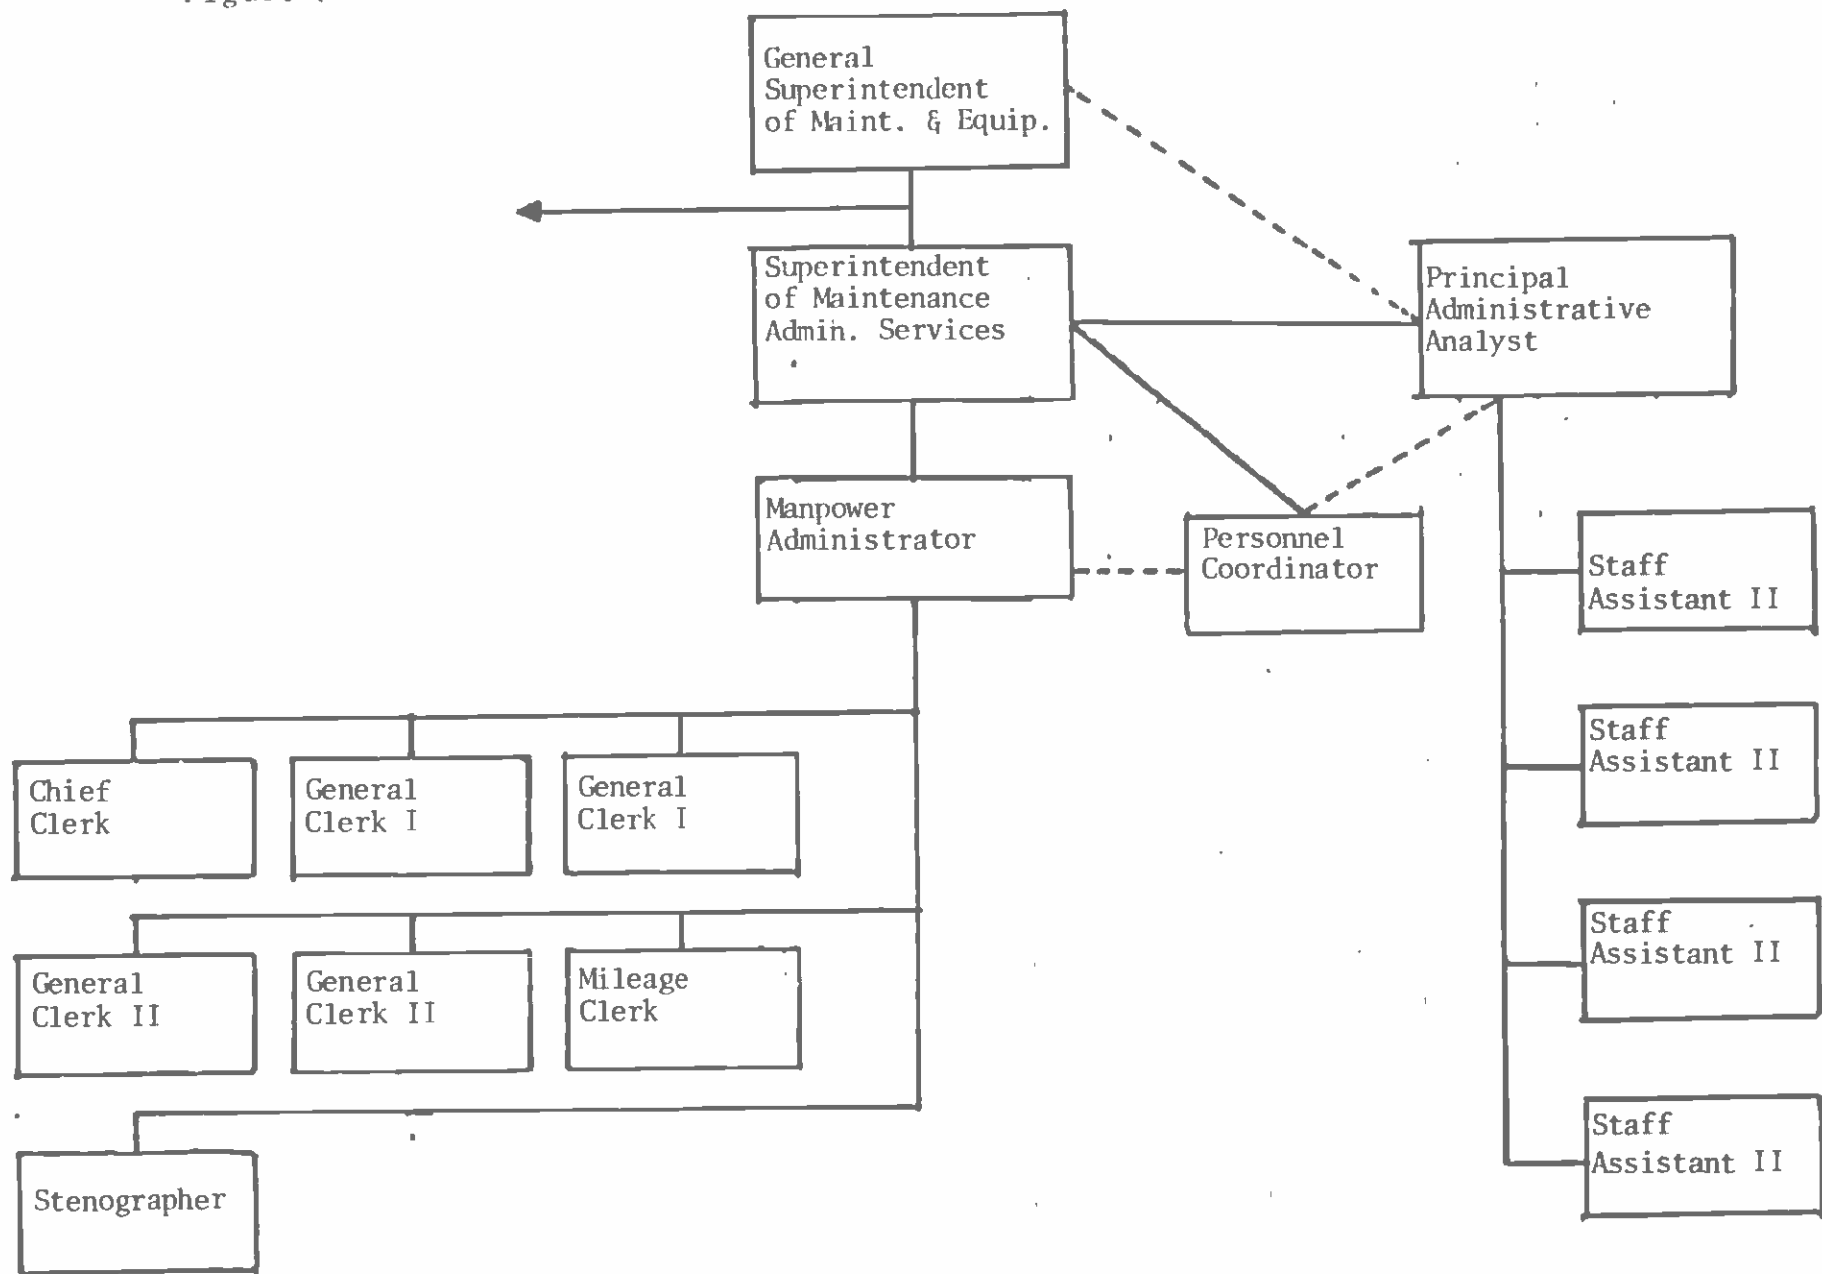 General
Superintendent
of Maint. & Equip.
Superintendent
of Maintenance
Admin. Services
Principal
Administrative
Analyst
Manpower
Administrator
Personnel
Coordinator
Staff
Assistant II
Staff
Assistant II
Staff
Assistant II
Staff
Assistant II
Chief
Clerk
General
Clerk I
General
Clerk I
General
Clerk II
General
Clerk II
Mileage
Clerk
Stenographer